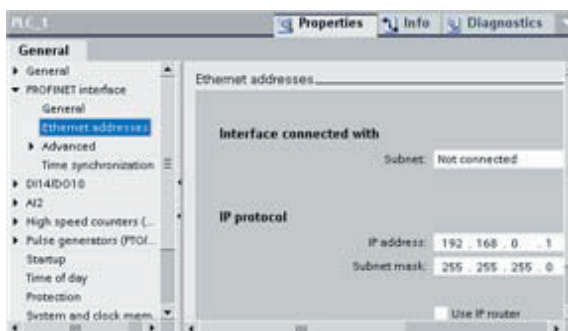 PLC_1
Properties
Info
Diagnostics
General
General
PROFINET interface
General
Ethernet addresses
Advanced
Time synchronization
DI14/DO10
AI2
High speed counters (...
Pulse generators (PTO/...
Startup
Time of day
Protection
System and clock mem...
Ethernet addresses
Interface connected with
Subnet: Not connected
IP protocol
IP address: 192 . 168 . 0 . 1
Subnet mask: 255 . 255 . 255 . 0
Use IP router